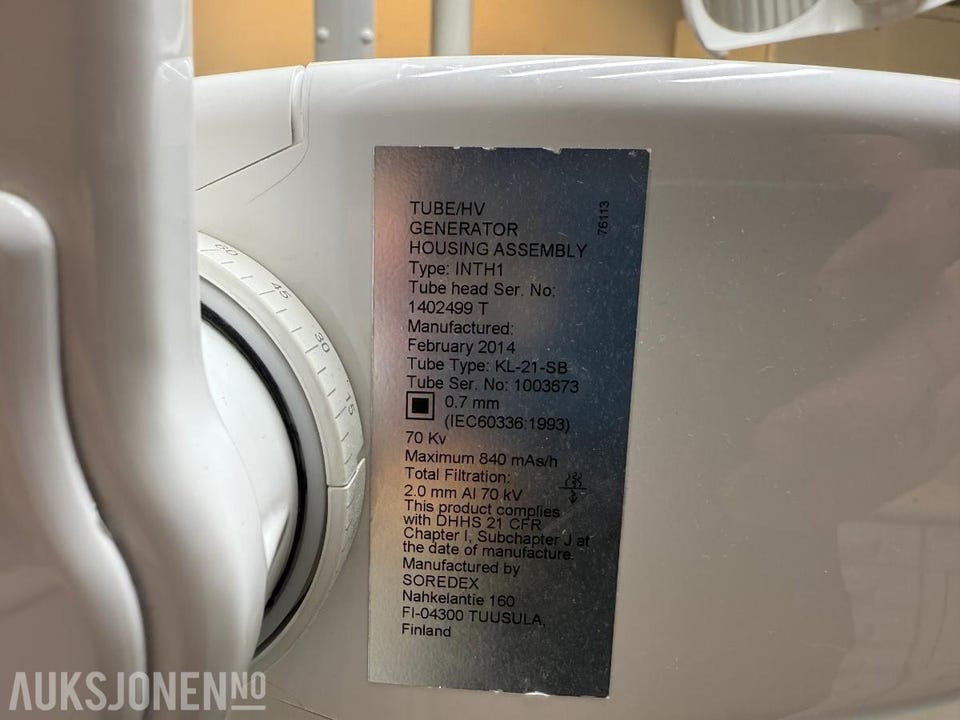 TUBE/HV
GENERATOR
HOUSING ASSEMBLY
Type: INTH1
Tube head Ser. No:
1402499 T
Manufactured:
February 2014
Tube Type: KL-21-SB
Tube Ser. No: 1003673
0.7 mm
(IEC60336:1993)
70 Kv
Maximum 840 mAs/h
Total Filtration:
2.0 mm Al 70 kV
This product complies
with DHHS 21 CFR
Chapter I, Subchapter J at
the date of manufacture.
Manufactured by
SOREDEX
Nahkelantie 160
FI-04300 TUUSULA,
Finland
76113
60
45
30
15
AUKSJONEN NO